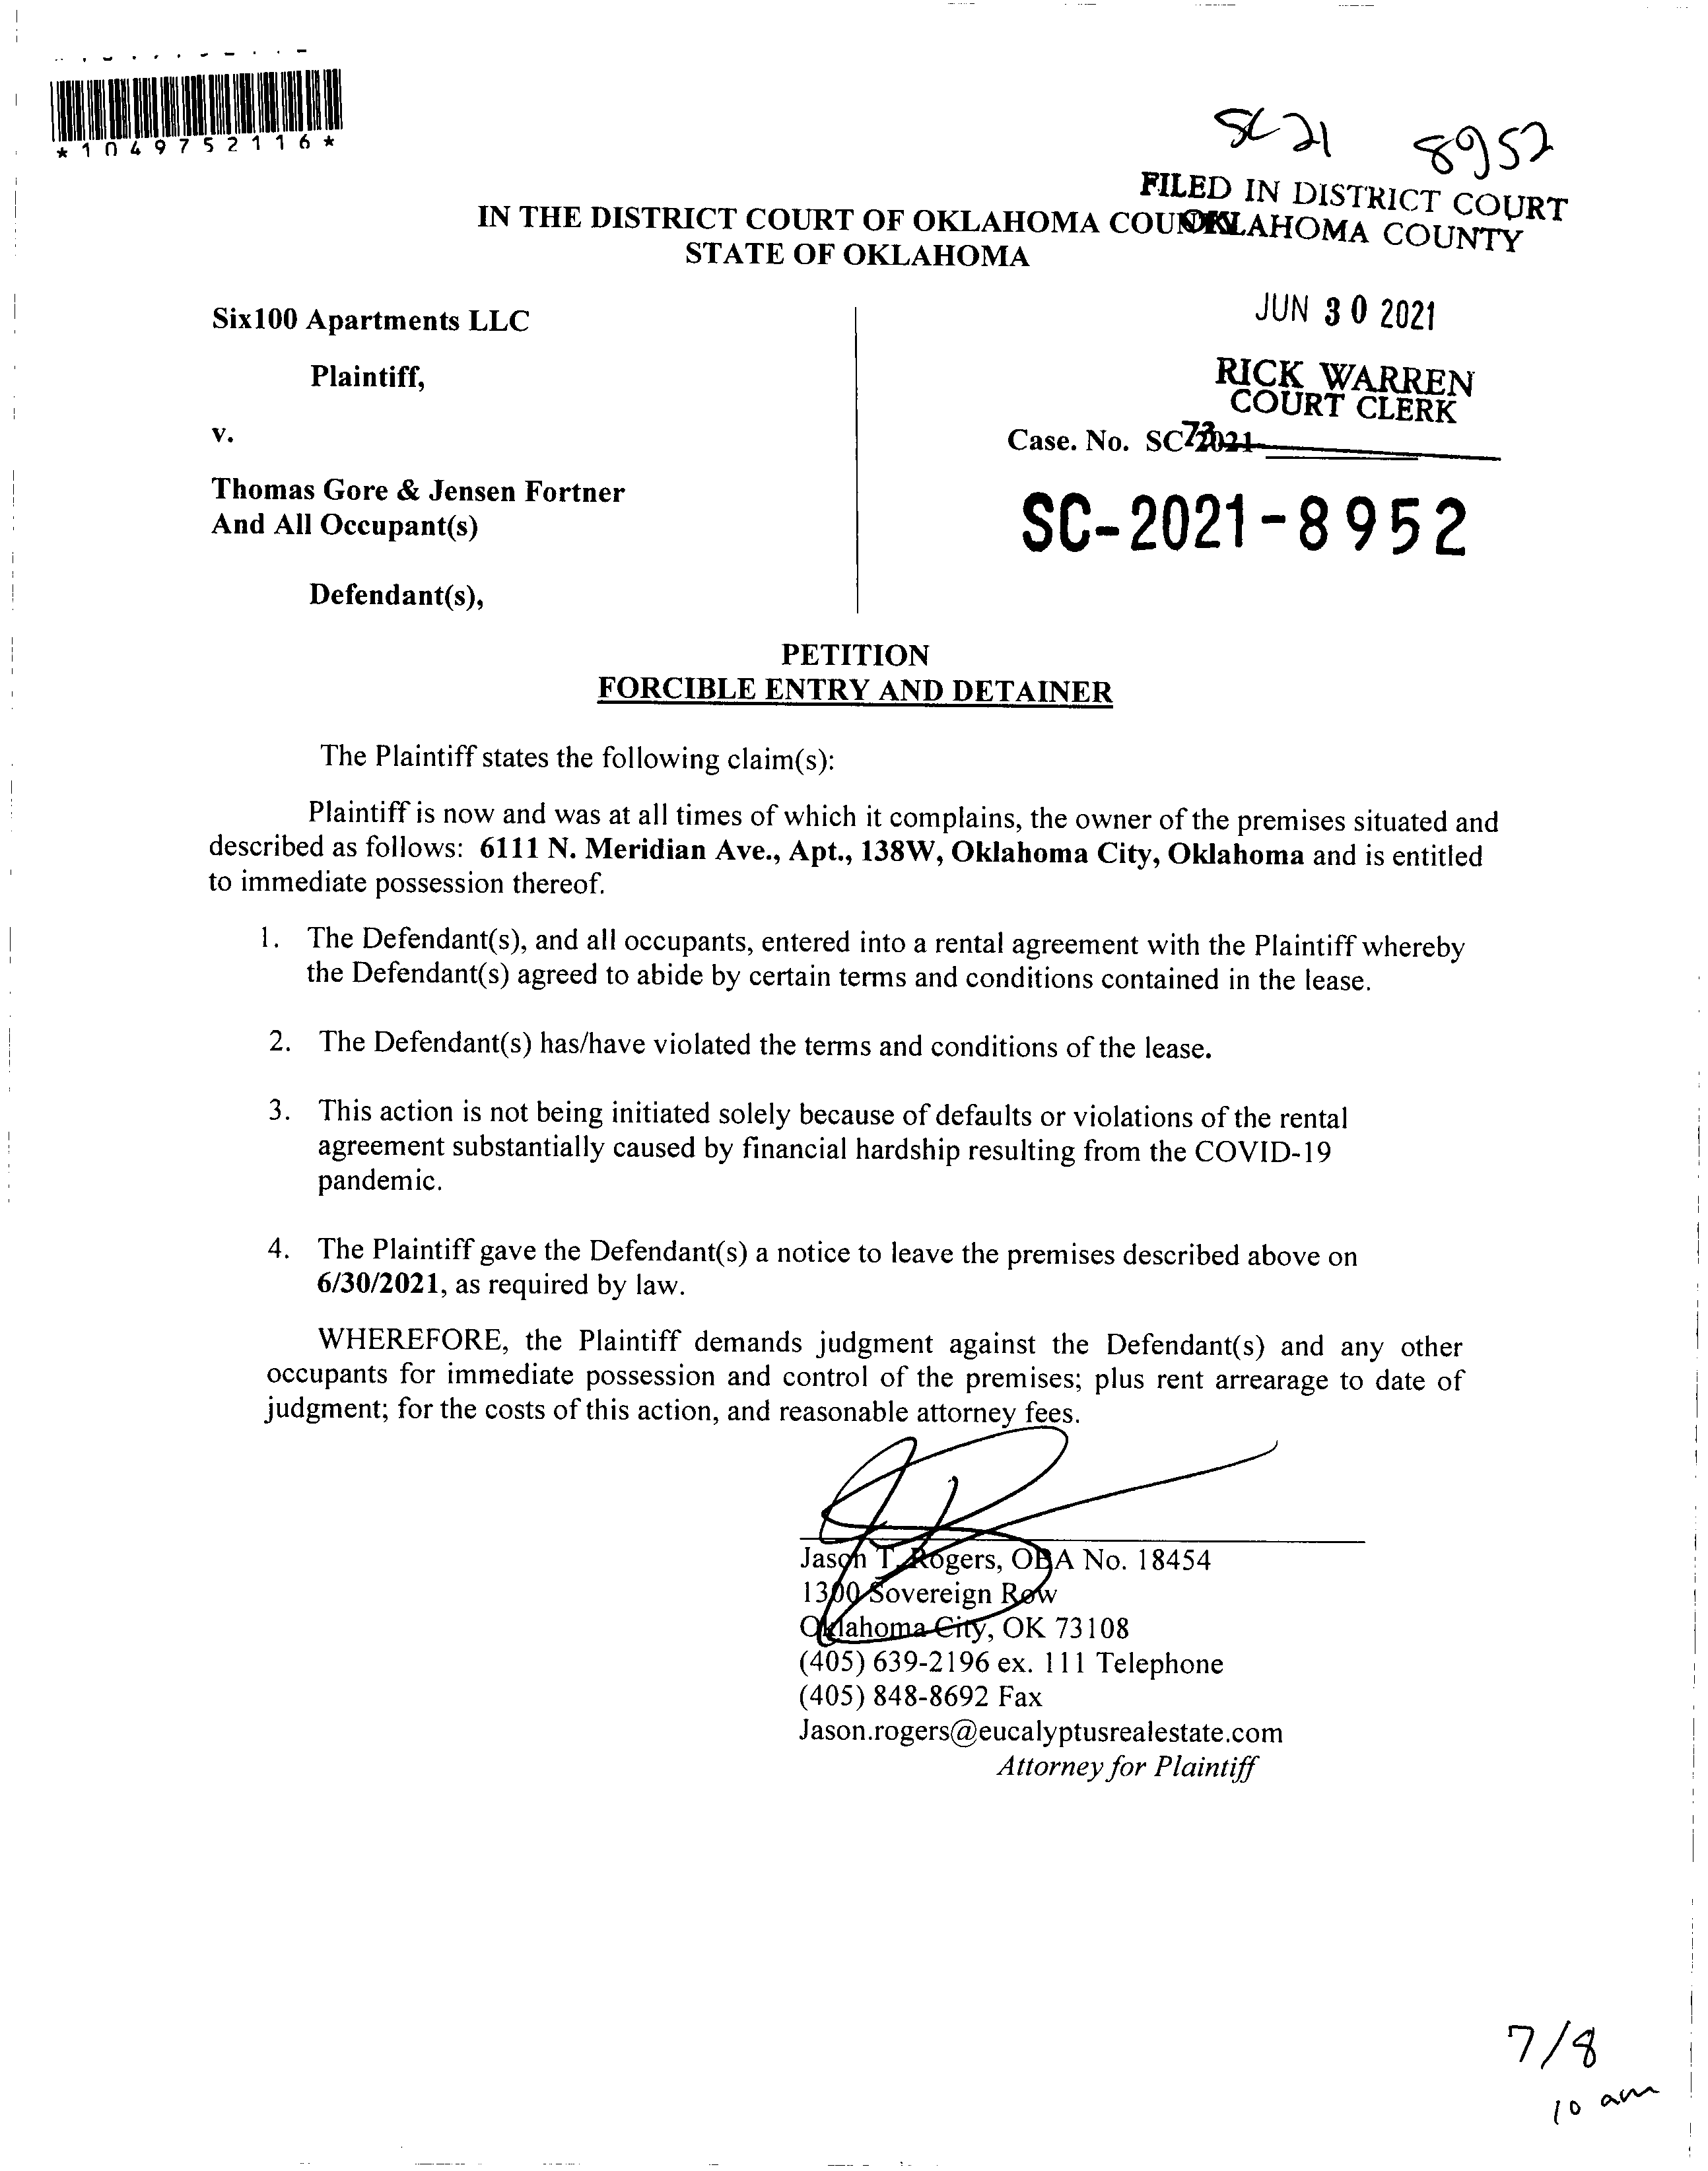 *1049752116*
SC 21 8952
FILED IN DISTRICT COURT
OKLAHOMA COUNTY
IN THE DISTRICT COURT OF OKLAHOMA COUNTY
STATE OF OKLAHOMA
JUN 30 2021
RICK WARREN
COURT CLERK
Six100 Apartments LLC
Plaintiff,
v.
Case. No. SC-2021-
73
Thomas Gore & Jensen Fortner
And All Occupant(s)
SC-2021-8952
Defendant(s),
PETITION
FORCIBLE ENTRY AND DETAINER
The Plaintiff states the following claim(s):
Plaintiff is now and was at all times of which it complains, the owner of the premises situated and
described as follows: 6111 N. Meridian Ave., Apt., 138W, Oklahoma City, Oklahoma and is entitled
to immediate possession thereof.
1. The Defendant(s), and all occupants, entered into a rental agreement with the Plaintiff whereby
the Defendant(s) agreed to abide by certain terms and conditions contained in the lease.
2. The Defendant(s) has/have violated the terms and conditions of the lease.
3. This action is not being initiated solely because of defaults or violations of the rental
agreement substantially caused by financial hardship resulting from the COVID-19
pandemic.
4. The Plaintiff gave the Defendant(s) a notice to leave the premises described above on
6/30/2021, as required by law.
WHEREFORE, the Plaintiff demands judgment against the Defendant(s) and any other
occupants for immediate possession and control of the premises; plus rent arrearage to date of
judgment; for the costs of this action, and reasonable attorney fees.
Jason T. Rogers, OBA No. 18454
1300 Sovereign Row
Oklahoma City, OK 73108
(405) 639-2196 ex. 111 Telephone
(405) 848-8692 Fax
Jason.rogers@eucalyptusrealestate.com
Attorney for Plaintiff
7/8
10 am